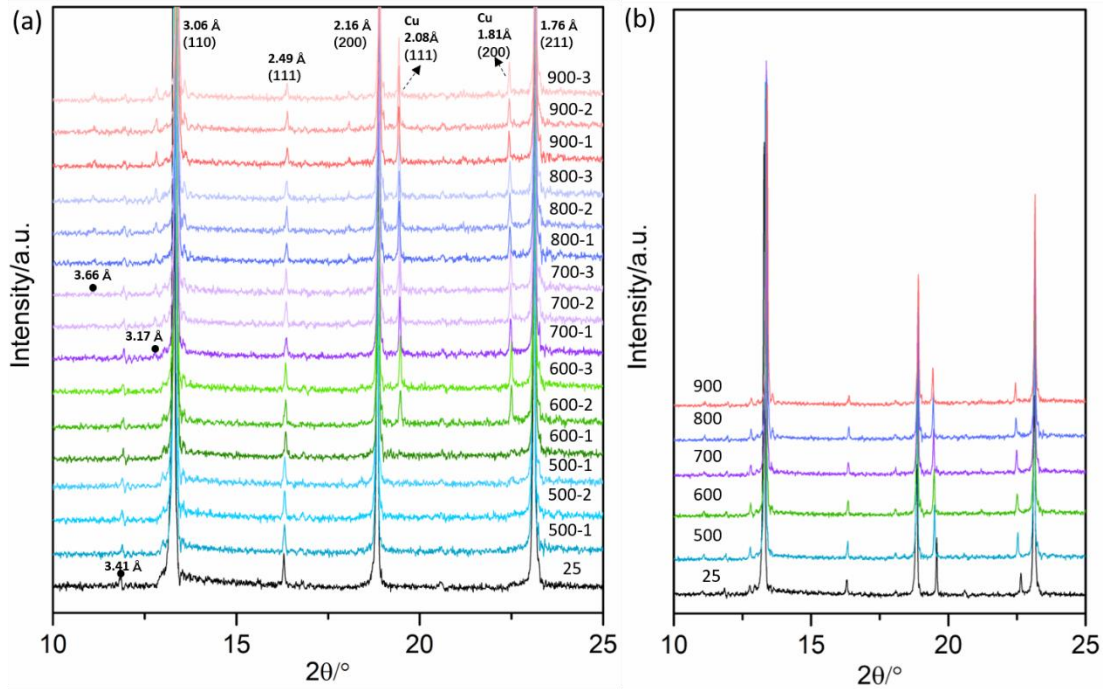 (a)
3.06 Å
(110)
2.49 Å
(111)
2.16 Å
(200)
Cu
2.08Å
(111)
Cu
1.81Å
(200)
1.76 Å
(211)
900-3
900-2
900-1
800-3
800-2
800-1
700-3
700-2
700-1
600-3
600-2
600-1
500-1
500-2
500-1
25
3.66 Å
3.17 Å
3.41 Å
Intensity/a.u.
10 15 20 25
2θ/°
(b)
900
800
700
600
500
25
Intensity/a.u.
10 15 20 25
2θ/°